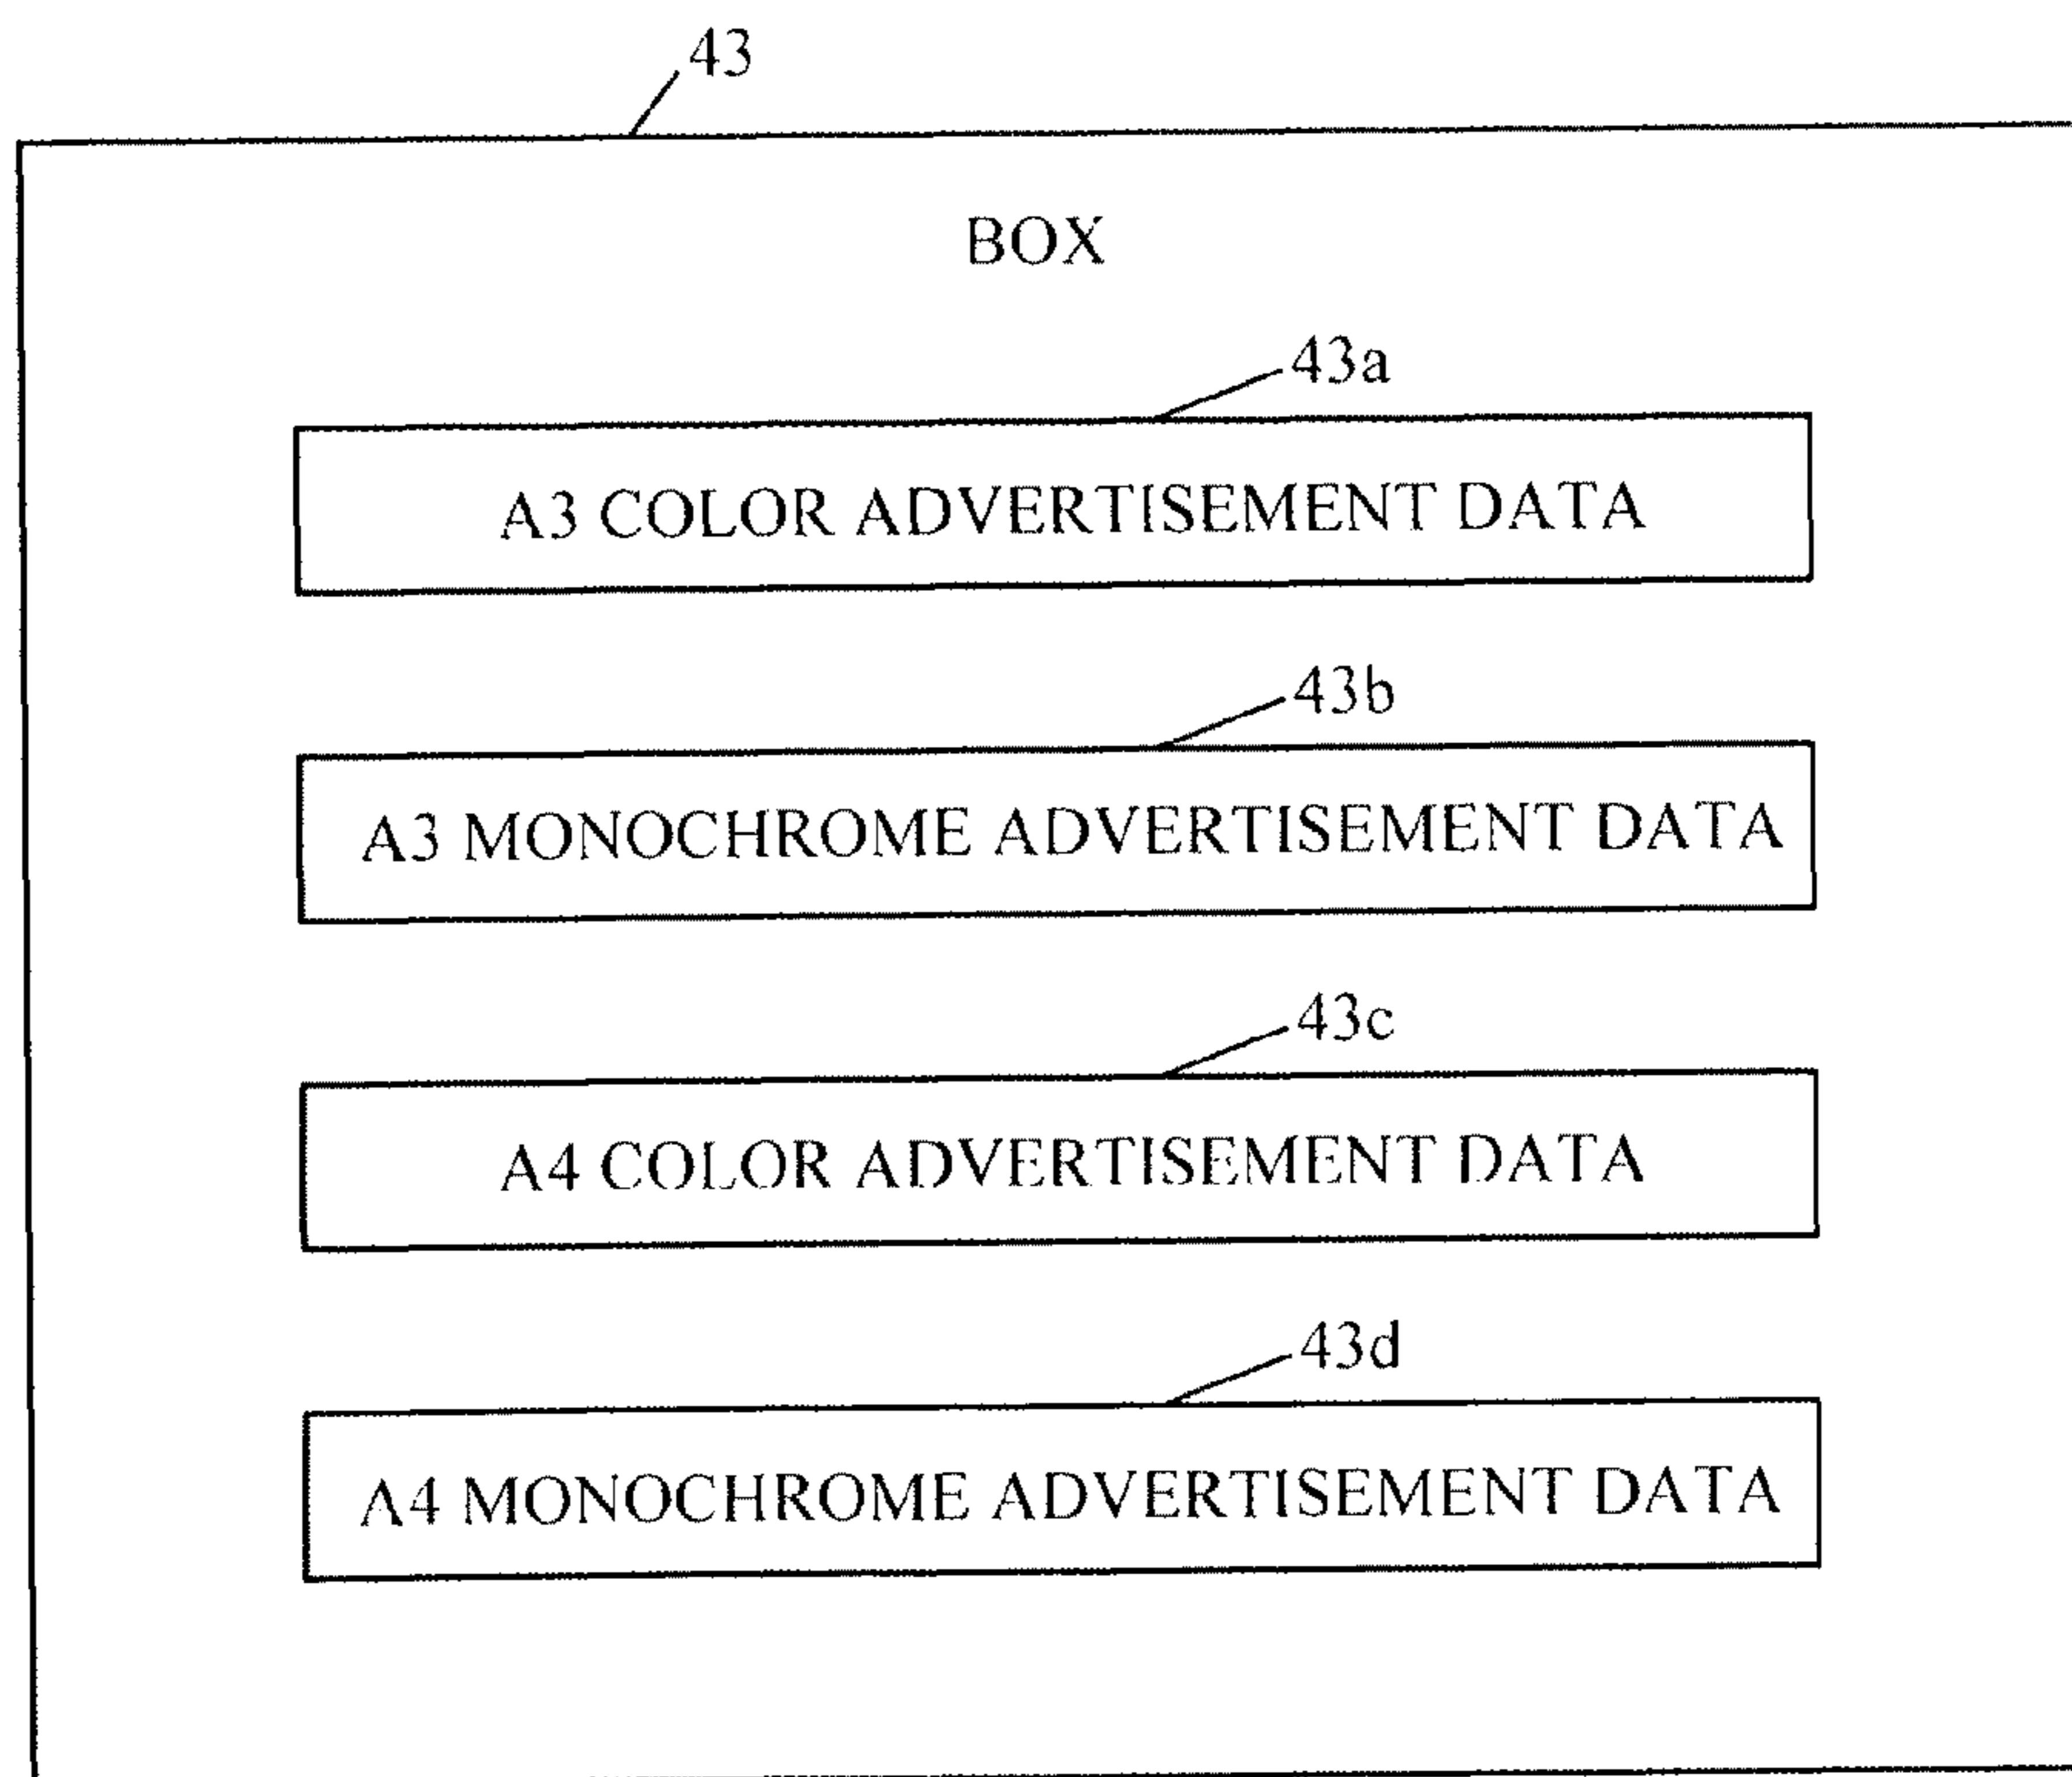 43
BOX
43a
A3 COLOR ADVERTISEMENT DATA
43b
A3 MONOCHROME ADVERTISEMENT DATA
43c
A4 COLOR ADVERTISEMENT DATA
43d
A4 MONOCHROME ADVERTISEMENT DATA